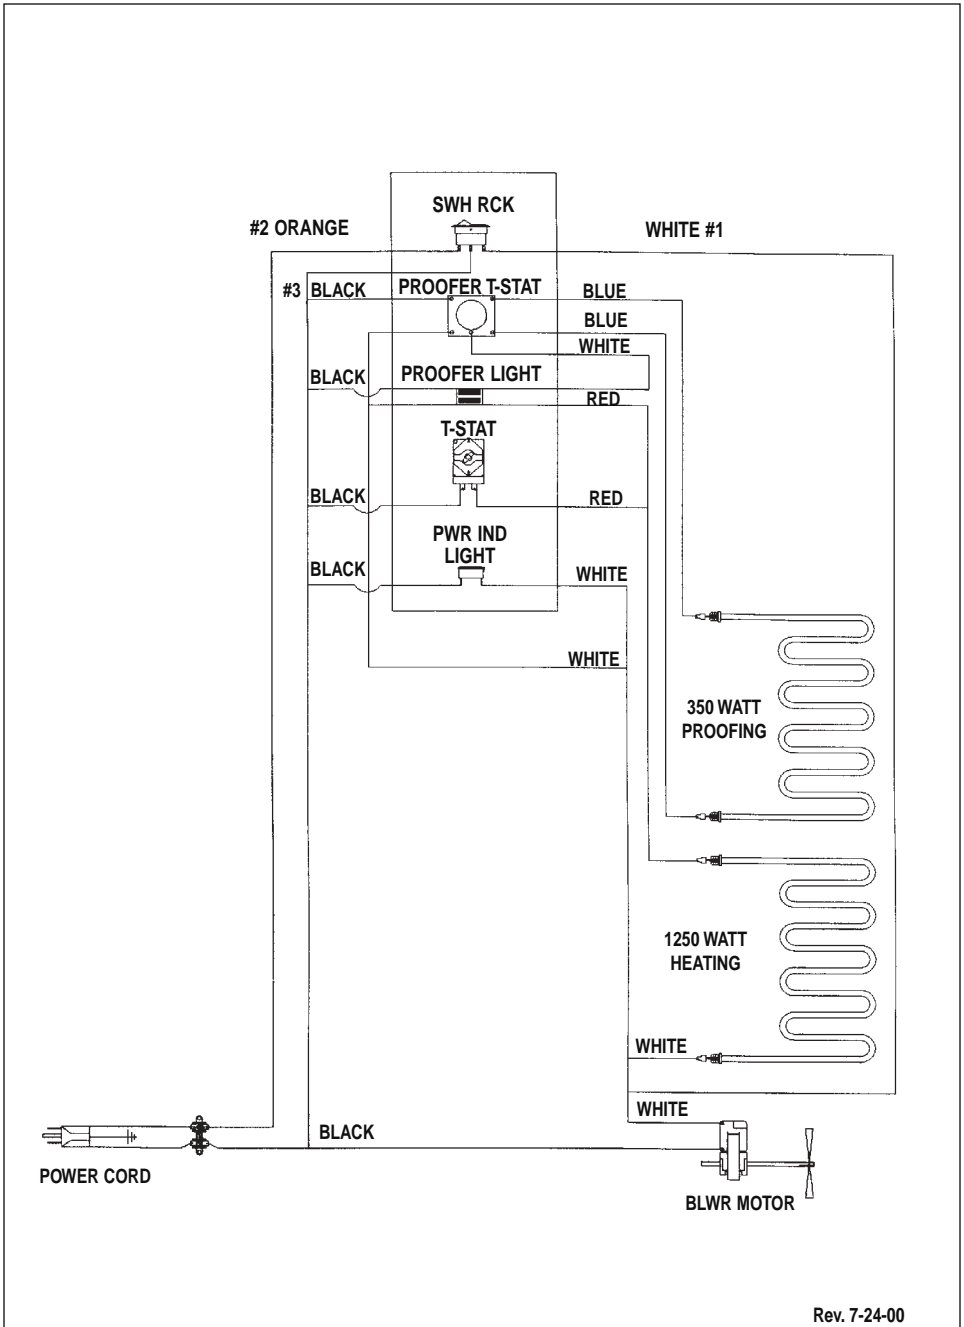 SWH RCK
#2 ORANGE
WHITE #1
#3 BLACK
PROOFER T-STAT
BLUE
BLUE
WHITE
BLACK
PROOFER LIGHT
RED
T-STAT
BLACK
RED
PWR IND
LIGHT
BLACK
WHITE
WHITE
350 WATT
PROOFING
1250 WATT
HEATING
WHITE
WHITE
BLACK
POWER CORD
BLWR MOTOR
Rev. 7-24-00